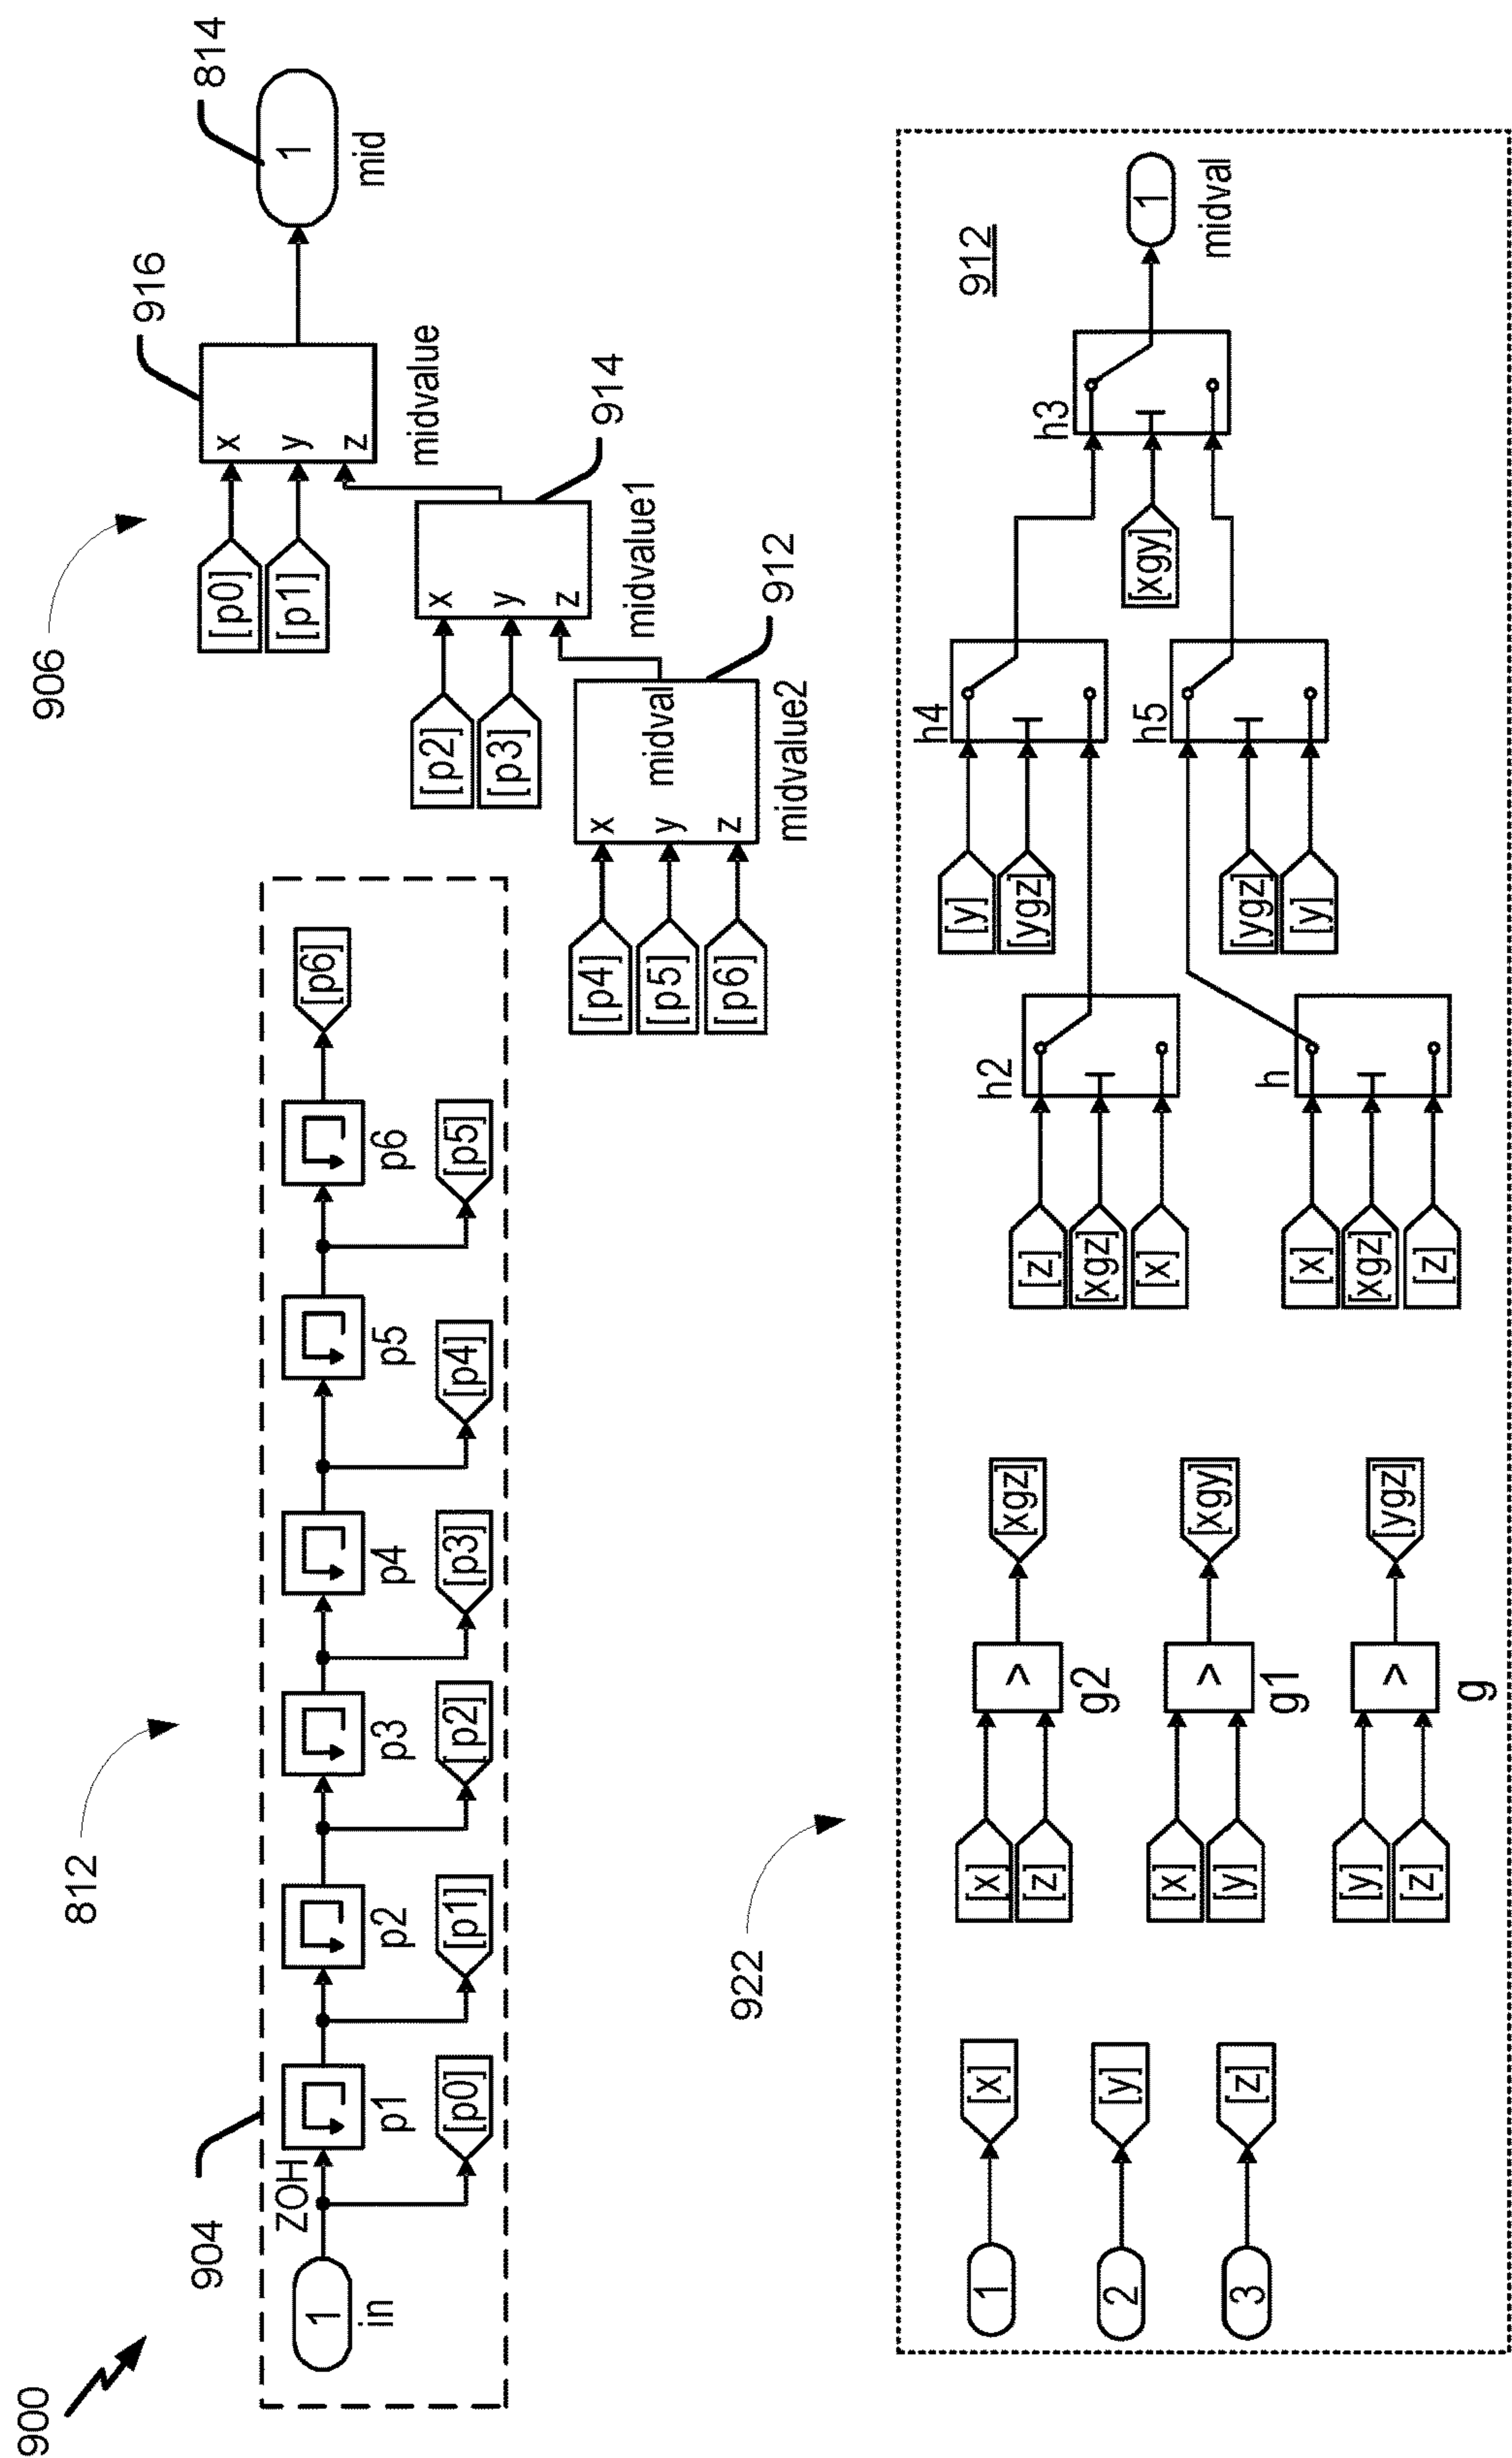 900
812
906
904
ZOH
1
in
p1
p2
p3
p4
p5
p6
[p0]
[p1]
[p2]
[p3]
[p4]
[p5]
[p6]
[p0]
[p1]
x
y
z
916
midvalue
1
mid
814
[p2]
[p3]
x
y
z
914
midvalue1
[p4]
[p5]
[p6]
x
y
z
midval
912
midvalue2
922
912
1
[x]
2
[y]
3
[z]
[x]
[z]
>
g2
[xgz]
[x]
[y]
>
g1
[xgy]
[y]
[z]
>
g
[ygz]
[z]
[xgz]
[x]
h2
[x]
[xgz]
[z]
h
[y]
[ygz]
h4
[ygz]
[y]
h5
[xgy]
h3
1
midval